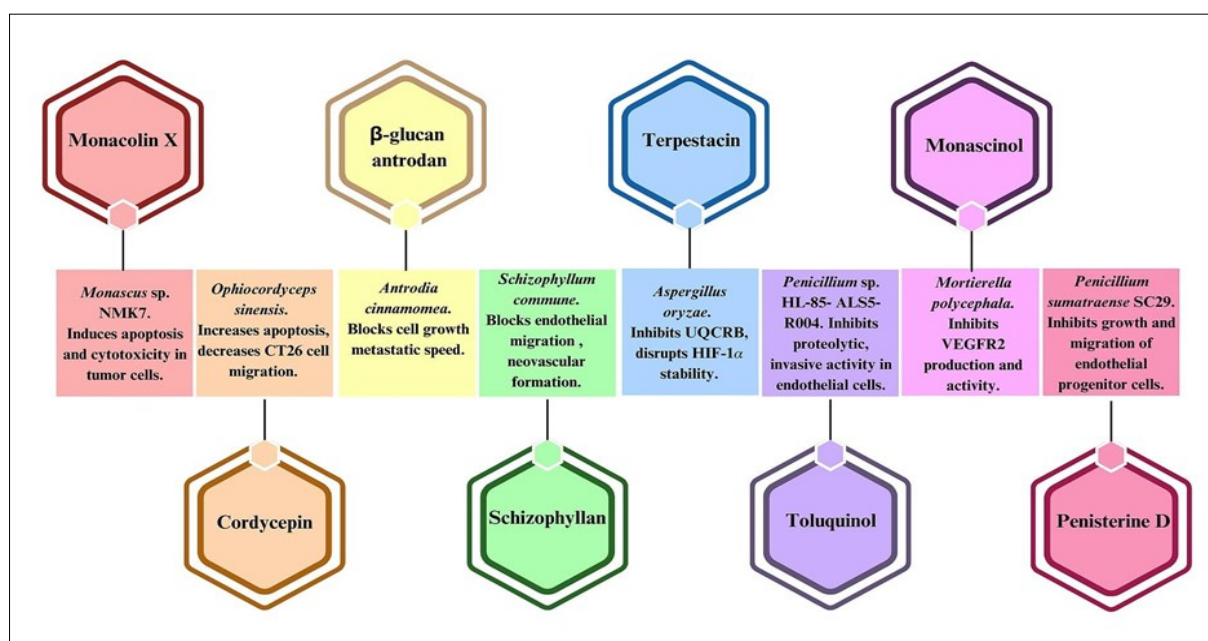 Monacolin X
β-glucan
antrodan
Terpestacin
Monascinol
Monascus sp.
NMK7.
Induces apoptosis
and cytotoxicity in
tumor cells.
Ophiocordyceps
sinensis.
Increases apoptosis,
decreases CT26 cell
migration.
Antrodia
cinnamomea.
Blocks cell growth
metastatic speed.
Schizophyllum
commune.
Blocks endothelial
migration ,
neovascular
formation.
Aspergillus
oryzae.
Inhibits UQCRB,
disrupts HIF-1α
stability.
Penicillium sp.
HL-85- ALS5-
R004. Inhibits
proteolytic,
invasive activity in
endothelial cells.
Mortierella
polycephala.
Inhibits
VEGFR2
production and
activity.
Penicillium
sumatraense SC29.
Inhibits growth and
migration of
endothelial
progenitor cells.
Cordycepin
Schizophyllan
Toluquinol
Penisterine D